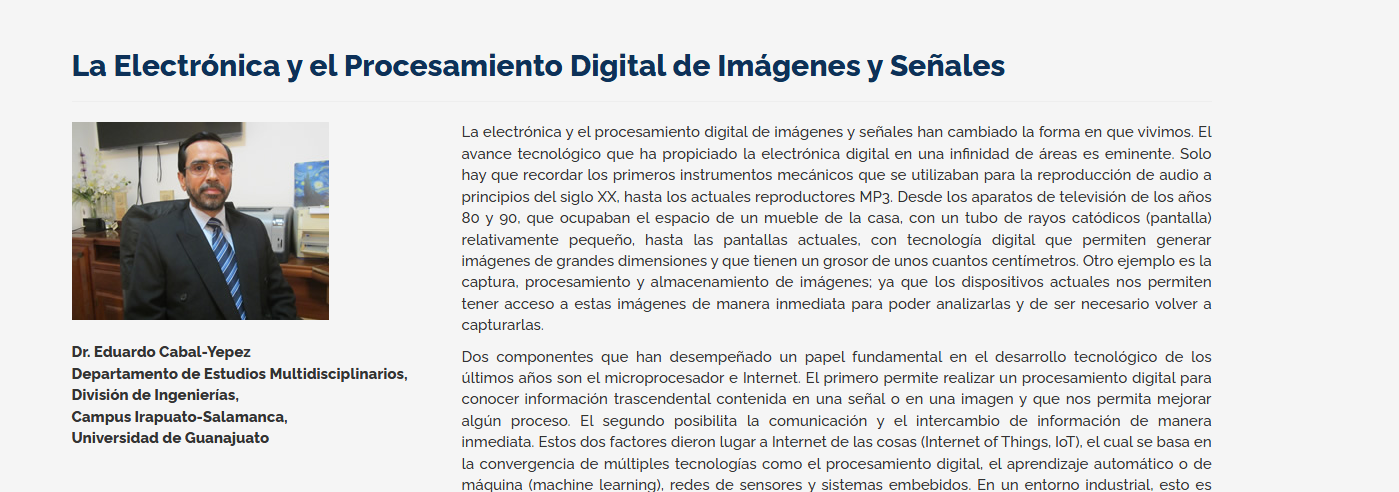 La Electrónica y el Procesamiento Digital de Imágenes y Señales
Dr. Eduardo Cabal-Yepez
Departamento de Estudios Multidisciplinarios,
División de Ingenierías,
Campus Irapuato-Salamanca,
Universidad de Guanajuato
La electrónica y el procesamiento digital de imágenes y señales han cambiado la forma en que vivimos. El
avance tecnológico que ha propiciado la electrónica digital en una infinidad de áreas es eminente. Solo
hay que recordar los primeros instrumentos mecánicos que se utilizaban para la reproducción de audio a
principios del siglo XX, hasta los actuales reproductores MP3. Desde los aparatos de televisión de los años
80 y 90, que ocupaban el espacio de un mueble de la casa, con un tubo de rayos catódicos (pantalla)
relativamente pequeño, hasta las pantallas actuales, con tecnología digital que permiten generar
imágenes de grandes dimensiones y que tienen un grosor de unos cuantos centímetros. Otro ejemplo es la
captura, procesamiento y almacenamiento de imágenes; ya que los dispositivos actuales nos permiten
tener acceso a estas imágenes de manera inmediata para poder analizarlas y de ser necesario volver a
capturarlas.
Dos componentes que han desempeñado un papel fundamental en el desarrollo tecnológico de los
últimos años son el microprocesador e Internet. El primero permite realizar un procesamiento digital para
conocer información trascendental contenida en una señal o en una imagen y que nos permita mejorar
algún proceso. El segundo posibilita la comunicación y el intercambio de información de manera
inmediata. Estos dos factores dieron lugar a Internet de las cosas (Internet of Things, IoT), el cual se basa en
la convergencia de múltiples tecnologías como el procesamiento digital, el aprendizaje automático o de
máquina (machine learning), redes de sensores y sistemas embebidos. En un entorno industrial, esto es